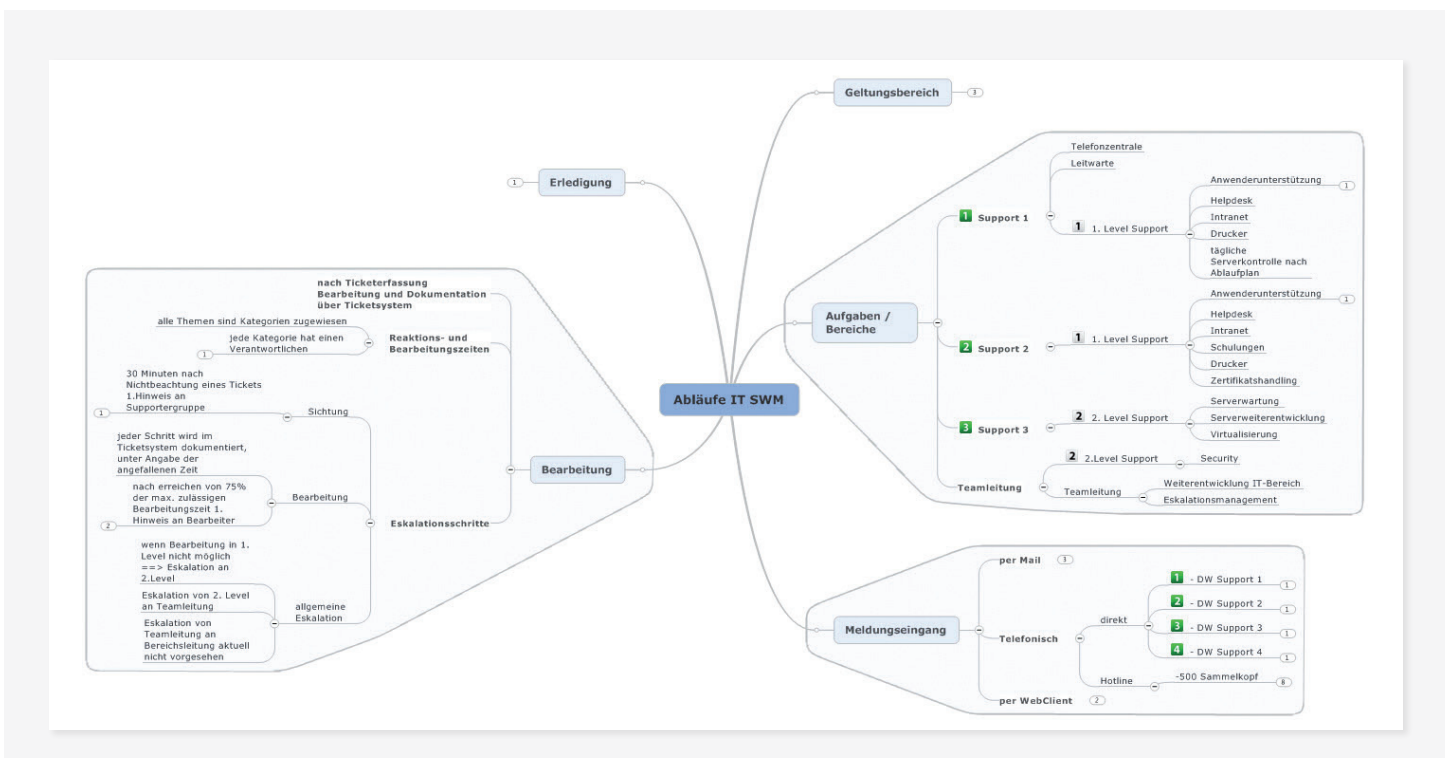 Abläufe IT SWM
Geltungsbereich
3
Aufgaben /
Bereiche
1 Support 1
Telefonzentrale
Leitwarte
1 1. Level Support
Anwenderunterstützung
1
Helpdesk
Intranet
Drucker
tägliche
Serverkontrolle nach
Ablaufplan
2 Support 2
1 1. Level Support
Anwenderunterstützung
1
Helpdesk
Intranet
Schulungen
Drucker
Zertifikatshandling
3 Support 3
2 2. Level Support
Serverwartung
Serverweiterentwicklung
Virtualisierung
Teamleitung
2 2.Level Support
Security
Teamleitung
Weiterentwicklung IT-Bereich
Eskalationsmanagement
Meldungseingang
per Mail
Telefonisch
direkt
1 - DW Support 1
1
2 - DW Support 2
1
3 - DW Support 3
1
4 - DW Support 4
1
Hotline
-500 Sammelkopf
8
per WebClient
2
Erledigung
1
Bearbeitung
nach Ticketerfassung
Bearbeitung und Dokumentation
über Ticketsystem
Reaktions- und
Bearbeitungszeiten
alle Themen sind Kategorien zugewiesen
jede Kategorie hat einen
Verantwortlichen
1
Eskalationsschritte
Sichtung
30 Minuten nach
Nichtbeachtung eines Tickets
1.Hinweis an
Supportergruppe
1
Bearbeitung
jeder Schritt wird im
Ticketsystem dokumentiert,
unter Angabe der
angefallenen Zeit
nach erreichen von 75%
der max. zulässigen
Bearbeitungszeit 1.
Hinweis an Bearbeiter
2
allgemeine
Eskalation
wenn Bearbeitung in 1.
Level nicht möglich
==> Eskalation an
2.Level
Eskalation von 2. Level
an Teamleitung
Eskalation von
Teamleitung an
Bereichsleitung aktuell
nicht vorgesehen